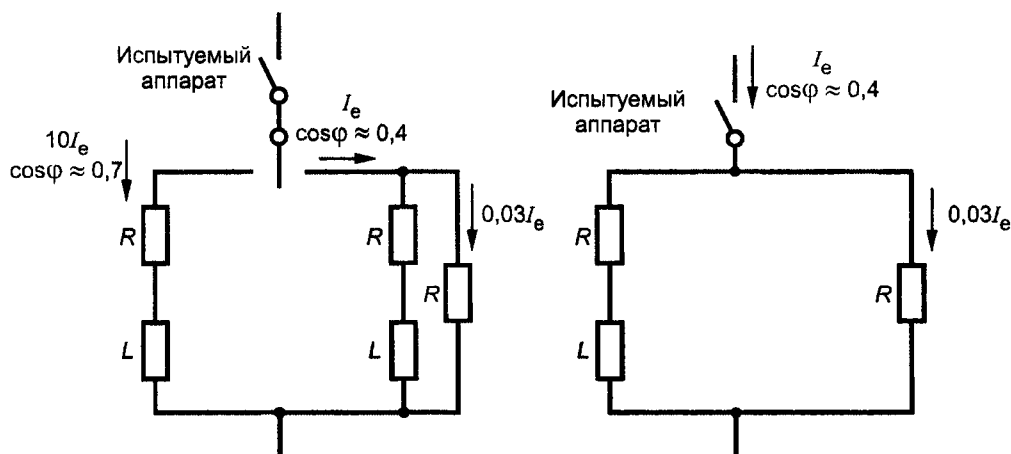 Испытуемый
аппарат
I_e
cosφ ≈ 0,4
10I_e
cosφ ≈ 0,7
0,03I_e
R
R
R
L
L
I_e
cosφ ≈ 0,4
Испытуемый
аппарат
0,03I_e
R
R
L